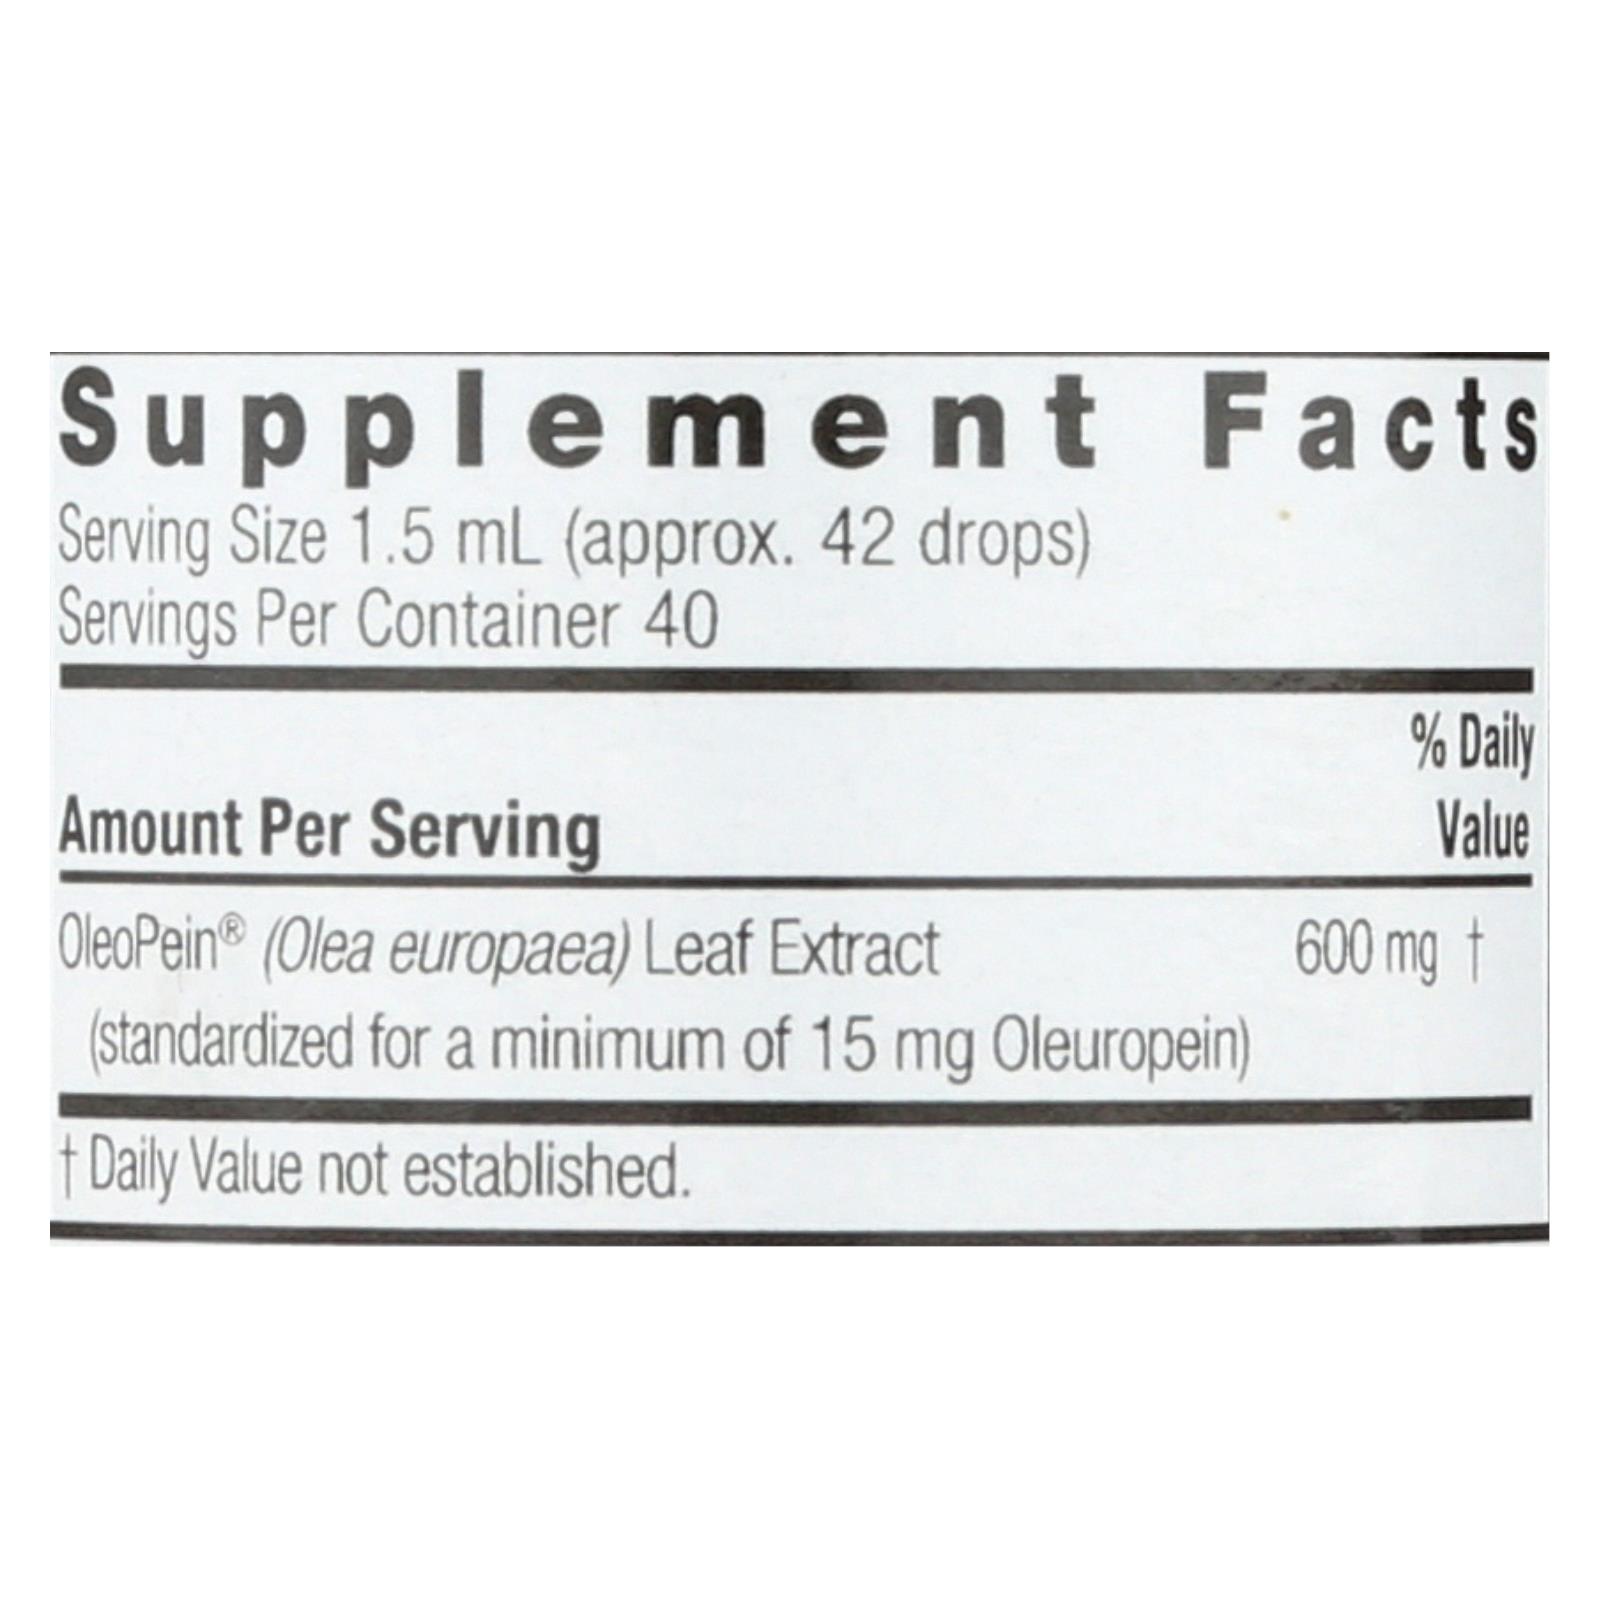 Supplement Facts
Serving Size 1.5 mL (approx. 42 drops)
Servings Per Container 40
% Daily
Amount Per Serving Value
OleoPein® (Olea europaea) Leaf Extract 600 mg †
(standardized for a minimum of 15 mg Oleuropein)
† Daily Value not established.